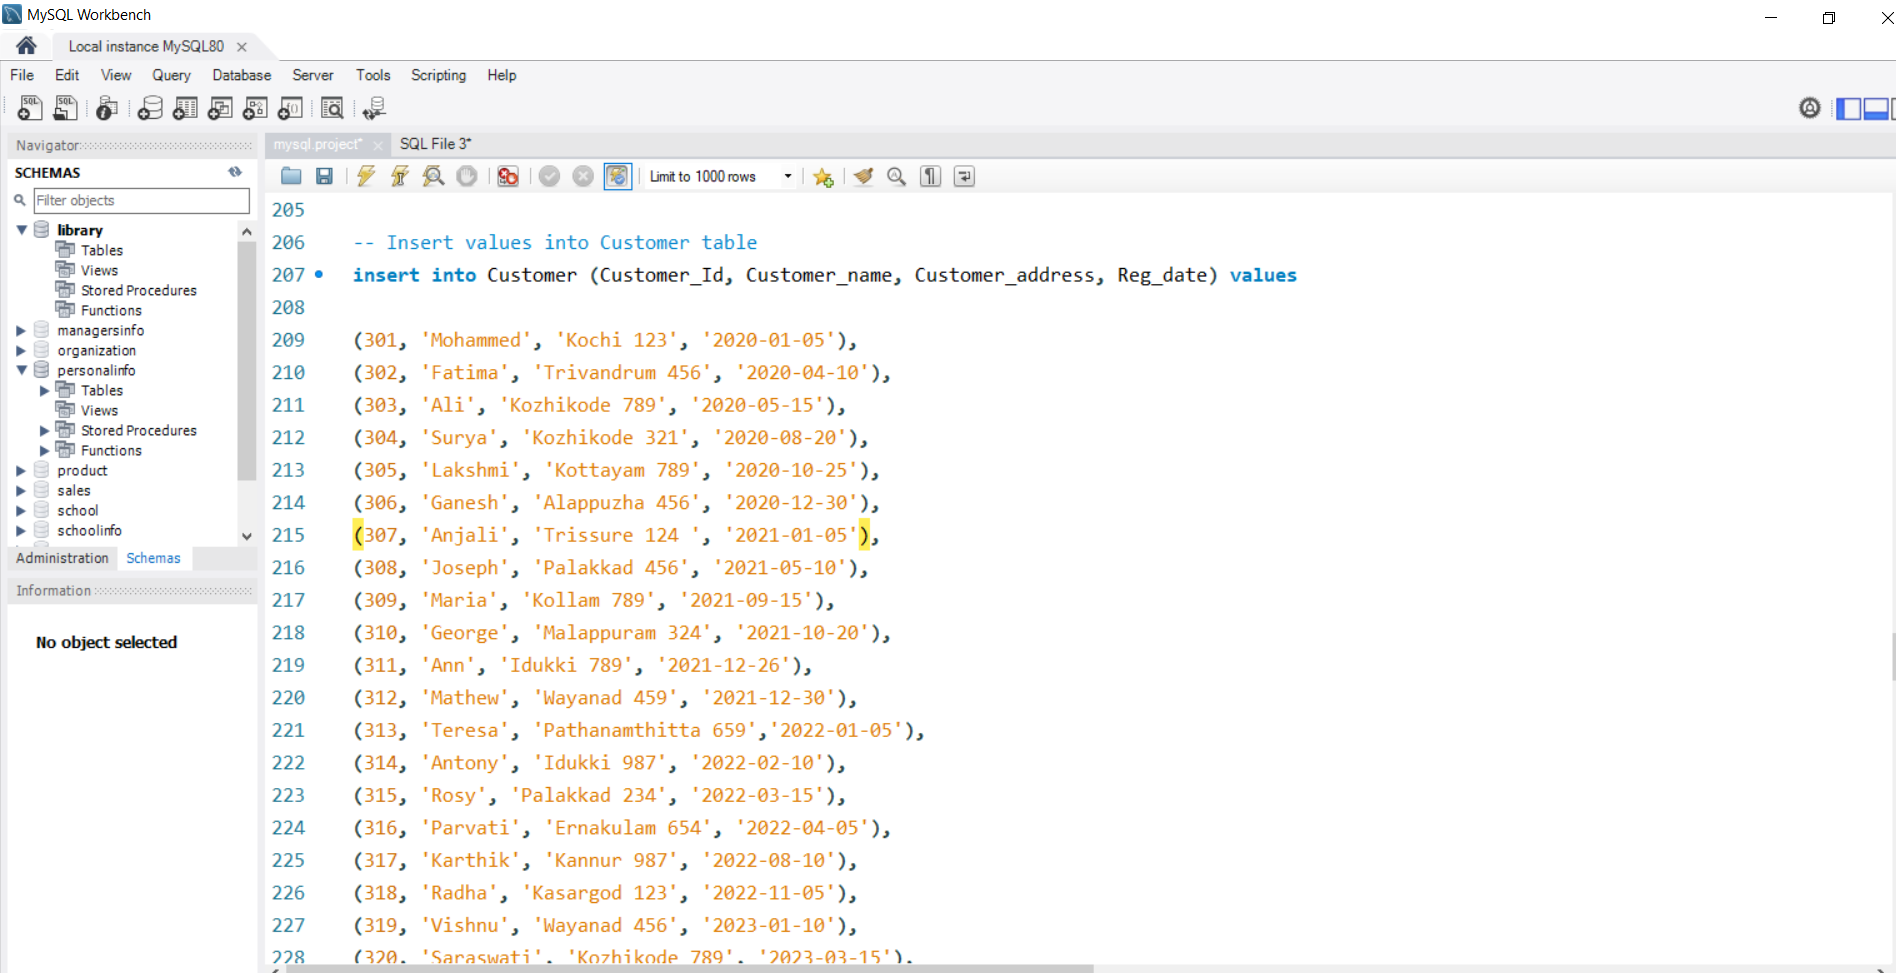 MySQL Workbench
Local instance MySQL80
File Edit View Query Database Server Tools Scripting Help
Navigator
mysql.project* SQL File 3*
SCHEMAS
Limit to 1000 rows
Filter objects
library
Tables
Views
Stored Procedures
Functions
managersinfo
organization
personalinfo
Tables
Views
Stored Procedures
Functions
product
sales
school
schoolinfo
Administration Schemas
Information
No object selected
205
206 -- Insert values into Customer table
207 insert into Customer (Customer_Id, Customer_name, Customer_address, Reg_date) values
208
209 (301, 'Mohammed', 'Kochi 123', '2020-01-05'),
210 (302, 'Fatima', 'Trivandrum 456', '2020-04-10'),
211 (303, 'Ali', 'Kozhikode 789', '2020-05-15'),
212 (304, 'Surya', 'Kozhikode 321', '2020-08-20'),
213 (305, 'Lakshmi', 'Kottayam 789', '2020-10-25'),
214 (306, 'Ganesh', 'Alappuzha 456', '2020-12-30'),
215 (307, 'Anjali', 'Trissure 124 ', '2021-01-05'),
216 (308, 'Joseph', 'Palakkad 456', '2021-05-10'),
217 (309, 'Maria', 'Kollam 789', '2021-09-15'),
218 (310, 'George', 'Malappuram 324', '2021-10-20'),
219 (311, 'Ann', 'Idukki 789', '2021-12-26'),
220 (312, 'Mathew', 'Wayanad 459', '2021-12-30'),
221 (313, 'Teresa', 'Pathanamthitta 659','2022-01-05'),
222 (314, 'Antony', 'Idukki 987', '2022-02-10'),
223 (315, 'Rosy', 'Palakkad 234', '2022-03-15'),
224 (316, 'Parvati', 'Ernakulam 654', '2022-04-05'),
225 (317, 'Karthik', 'Kannur 987', '2022-08-10'),
226 (318, 'Radha', 'Kasargod 123', '2022-11-05'),
227 (319, 'Vishnu', 'Wayanad 456', '2023-01-10'),
228 (320, 'Saraswati', 'Kozhikode 789', '2023-03-15'),